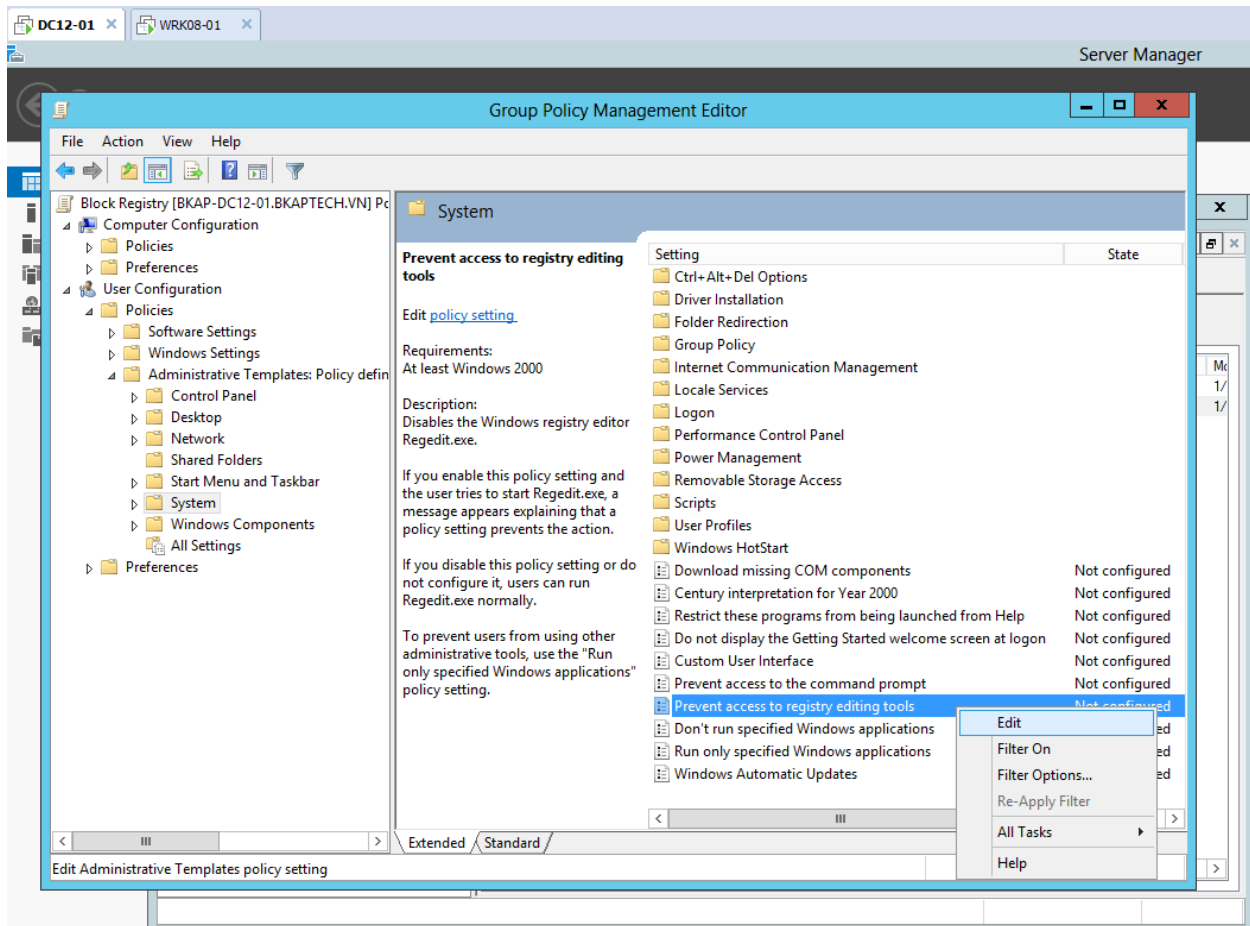 DC12-01
WRK08-01
Server Manager
Group Policy Management Editor
File Action View Help
Block Registry [BKAP-DC12-01.BKAPTECH.VN] Pc
Computer Configuration
Policies
Preferences
User Configuration
Policies
Software Settings
Windows Settings
Administrative Templates: Policy defin
Control Panel
Desktop
Network
Shared Folders
Start Menu and Taskbar
System
Windows Components
All Settings
Preferences
System
Prevent access to registry editing
tools
Edit policy setting
Requirements:
At least Windows 2000
Description:
Disables the Windows registry editor
Regedit.exe.
If you enable this policy setting and
the user tries to start Regedit.exe, a
message appears explaining that a
policy setting prevents the action.
If you disable this policy setting or do
not configure it, users can run
Regedit.exe normally.
To prevent users from using other
administrative tools, use the "Run
only specified Windows applications"
policy setting.
Setting State
Ctrl+Alt+Del Options
Driver Installation
Folder Redirection
Group Policy
Internet Communication Management
Locale Services
Logon
Performance Control Panel
Power Management
Removable Storage Access
Scripts
User Profiles
Windows HotStart
Download missing COM components Not configured
Century interpretation for Year 2000 Not configured
Restrict these programs from being launched from Help Not configured
Do not display the Getting Started welcome screen at logon Not configured
Custom User Interface Not configured
Prevent access to the command prompt Not configured
Prevent access to registry editing tools Not configured
Don't run specified Windows applications ed
Run only specified Windows applications ed
Windows Automatic Updates ed
Edit
Filter On
Filter Options...
Re-Apply Filter
All Tasks
Help
Extended Standard
Edit Administrative Templates policy setting
1/
1/